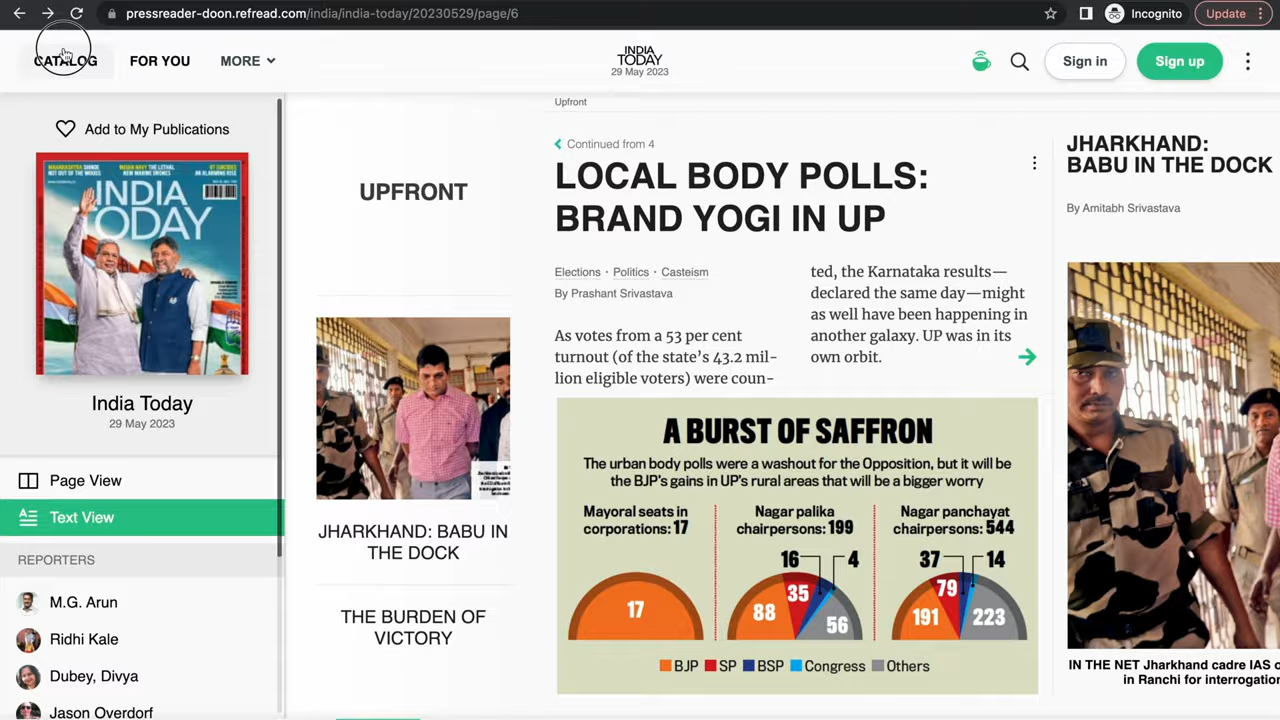 pressreader-doon.refread.com/india/india-today/20230529/page/6
Incognito
Update
CATALOG
FOR YOU
MORE
INDIA
TODAY
29 May 2023
Sign in
Sign up
Add to My Publications
INDIA
TODAY
India Today
29 May 2023
Page View
Text View
REPORTERS
M.G. Arun
Ridhi Kale
Dubey, Divya
Jason Overdorf
UPFRONT
JHARKHAND: BABU IN
THE DOCK
THE BURDEN OF
VICTORY
Upfront
Continued from 4
LOCAL BODY POLLS:
BRAND YOGI IN UP
Elections · Politics · Casteism
By Prashant Srivastava
As votes from a 53 per cent
turnout (of the state’s 43.2 mil-
lion eligible voters) were coun-
ted, the Karnataka results—
declared the same day—might
as well have been happening in
another galaxy. UP was in its
own orbit.
A BURST OF SAFFRON
The urban body polls were a washout for the Opposition, but it will be
the BJP’s gains in UP’s rural areas that will be a bigger worry
Mayoral seats in
corporations: 17
17
Nagar palika
chairpersons: 199
16
4
35
88
56
Nagar panchayat
chairpersons: 544
37
14
79
191
223
BJP
SP
BSP
Congress
Others
JHARKHAND:
BABU IN THE DOCK
By Amitabh Srivastava
IN THE NET Jharkhand cadre IAS
in Ranchi for interrogation